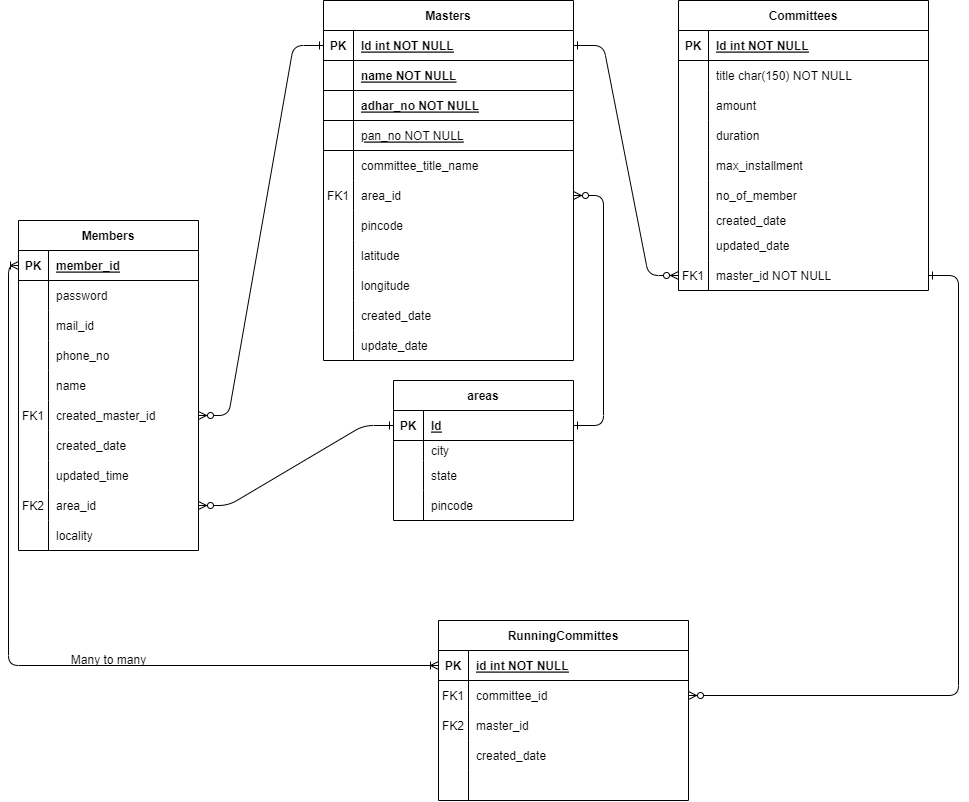 Masters
PK Id int NOT NULL
name NOT NULL
adhar_no NOT NULL
pan_no NOT NULL
committee_title_name
FK1 area_id
pincode
latitude
longitude
created_date
update_date
Committees
PK Id int NOT NULL
title char(150) NOT NULL
amount
duration
max_installment
no_of_member
created_date
updated_date
FK1 master_id NOT NULL
Members
PK member_id
password
mail_id
phone_no
name
FK1 created_master_id
created_date
updated_time
FK2 area_id
locality
areas
PK Id
city
state
pincode
Many to many
RunningCommittes
PK id int NOT NULL
FK1 committee_id
FK2 master_id
created_date